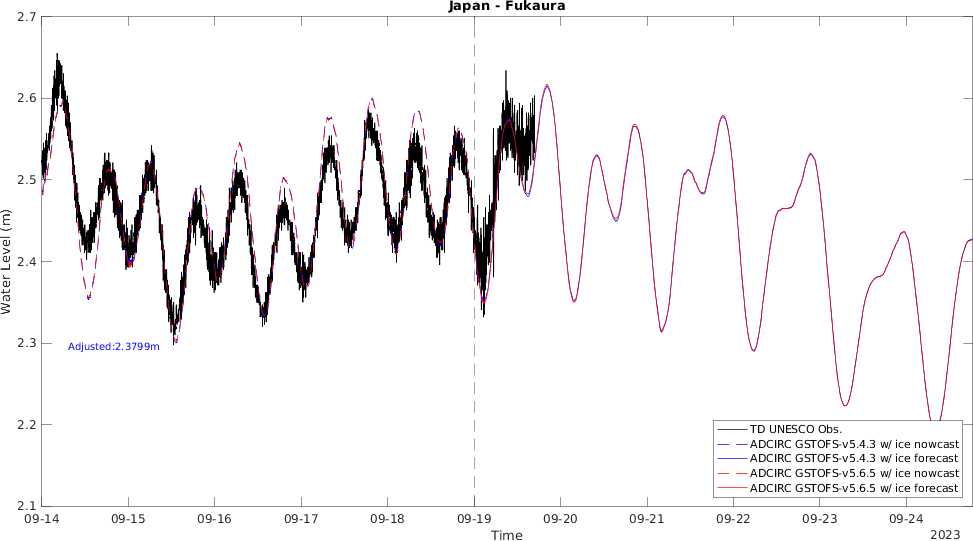 Japan - Fukaura
2.7
2.6
2.5
2.4
2.3
2.2
2.1
Water Level (m)
Adjusted:2.3799m
TD UNESCO Obs.
ADCIRC GSTOFS-v5.4.3 w/ ice nowcast
ADCIRC GSTOFS-v5.4.3 w/ ice forecast
ADCIRC GSTOFS-v5.6.5 w/ ice nowcast
ADCIRC GSTOFS-v5.6.5 w/ ice forecast
09-14 09-15 09-16 09-17 09-18 09-19 09-20 09-21 09-22 09-23 09-24
Time
2023